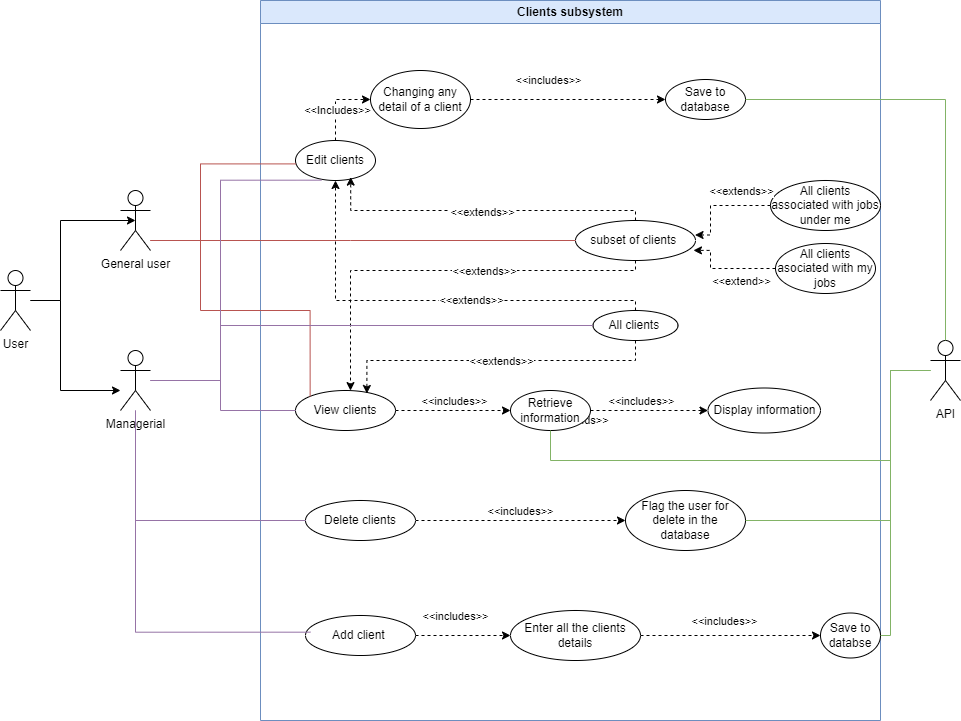 Clients subsystem
<<includes>>
Changing any
detail of a client
Save to
database
<<Includes>>
Edit clients
<<extends>>
All clients
associated with jobs
under me
<<extends>>
subset of clients
General user
All clients
asociated with my
jobs
<<extends>>
<<extend>>
<<extends>>
User
All clients
<<extends>>
Managerial
View clients
<<includes>>
Retrieve
information
<<includes>>
ds>>
Display information
API
Delete clients
<<includes>>
Flag the user for
delete in the
database
Add client
<<includes>>
Enter all the clients
details
<<includes>>
Save to
databse